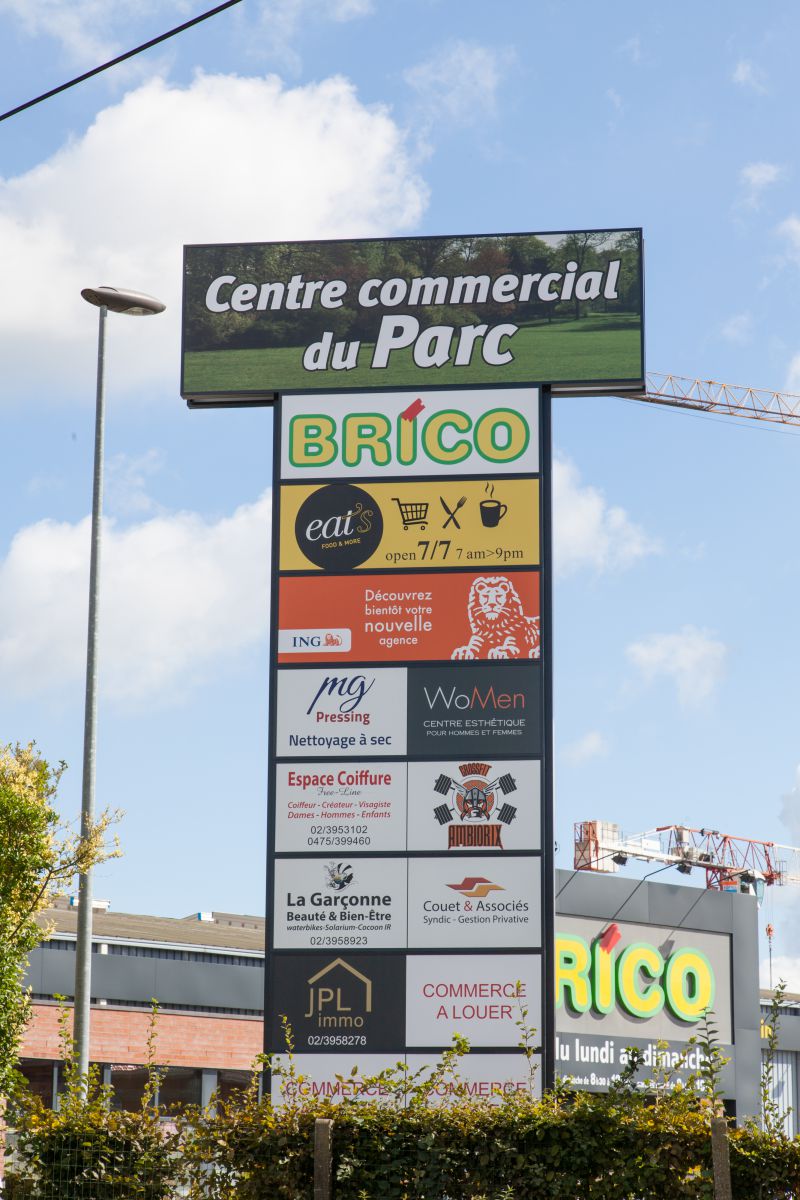 Centre commercial
du Parc
BRICO
eat's
FOOD & MORE
open 7/7 7 am>9pm
Découvrez
bientôt votre
nouvelle
agence
ING
mg
Pressing
Nettoyage à sec
WoMen
CENTRE ESTHÉTIQUE
POUR HOMMES ET FEMMES
Espace Coiffure
Free-Line
Coiffeur - Créateur - Visagiste
Dames - Hommes - Enfants
02/3953102
0475/399460
CROSSFIT
AMBIORIX
La Garçonne
Beauté & Bien-Être
waterbikes-Solarium-Cocoon IR
02/3958923
Couet & Associés
Syndic - Gestion Privative
JPL
immo
02/3958278
COMMERCE
A LOUER
COMMERCE
COMMERCE
BRICO
du lundi au dimanche